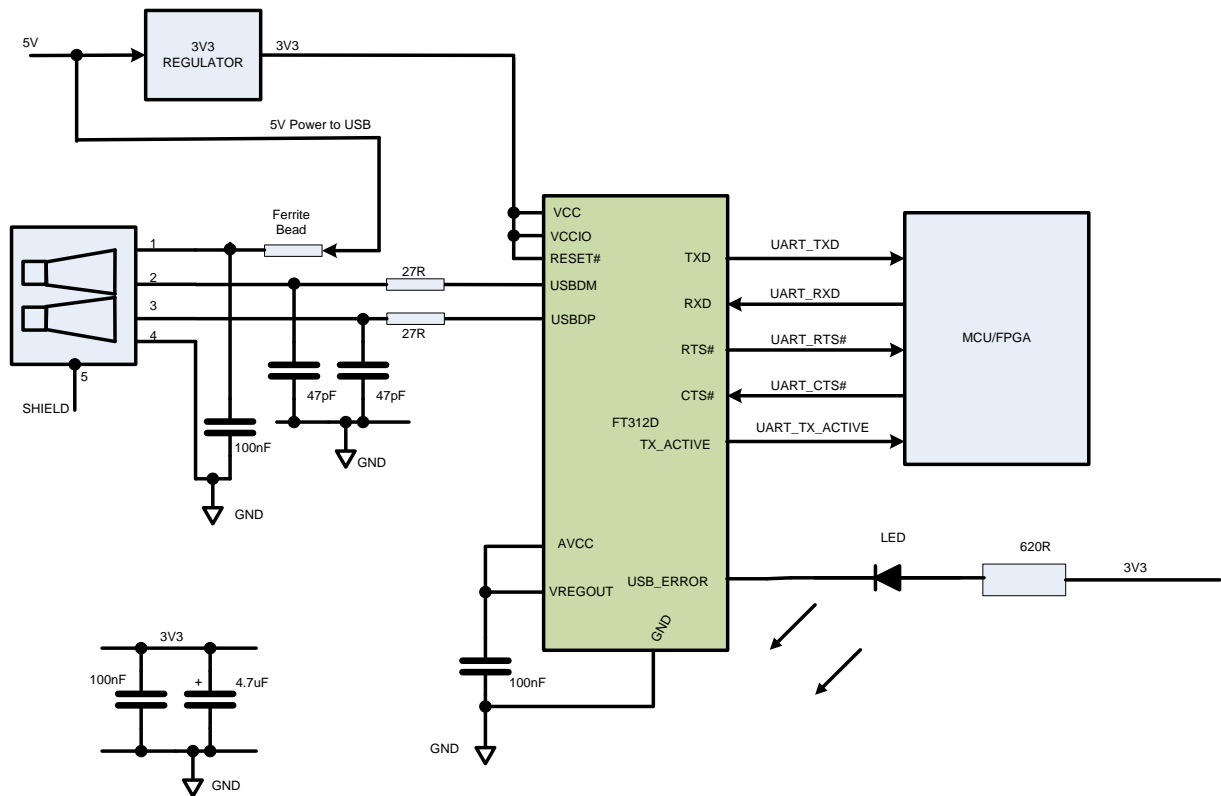 5V
3V3
REGULATOR
3V3
5V Power to USB
Ferrite
Bead
1
2
3
4
5
SHIELD
27R
27R
47pF
47pF
GND
100nF
GND
VCC
VCCIO
RESET#
USBDM
USBDP
TXD
RXD
RTS#
CTS#
FT312D
TX_ACTIVE
AVCC
VREGOUT
USB_ERROR
GND
UART_TXD
UART_RXD
UART_RTS#
UART_CTS#
UART_TX_ACTIVE
MCU/FPGA
LED
620R
3V3
100nF
GND
3V3
100nF
+
4.7uF
GND